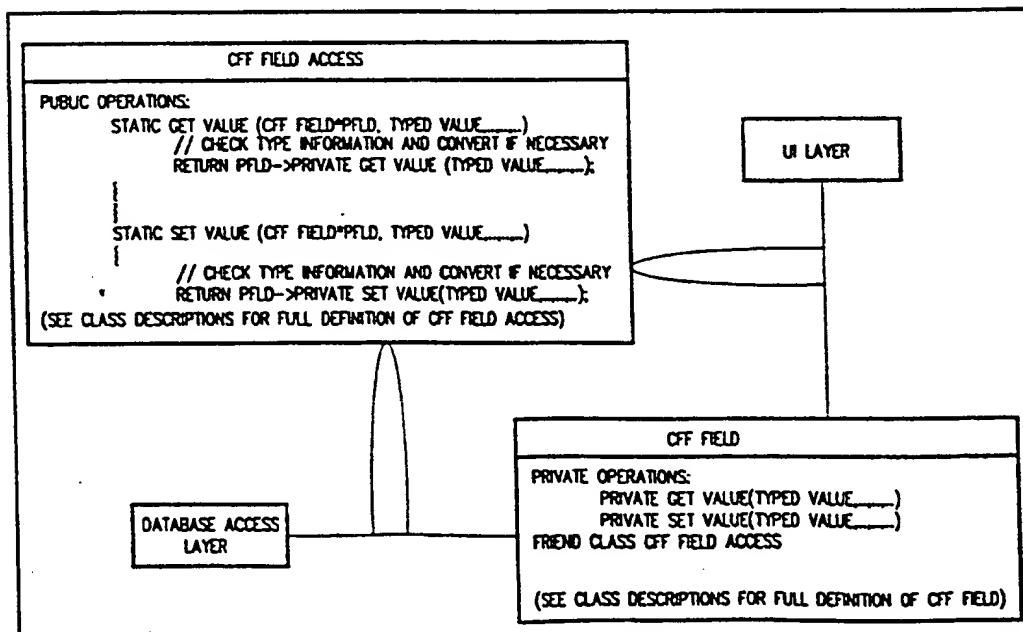 CFF FIELD ACCESS
PUBLIC OPERATIONS:
STATIC GET VALUE (CFF FIELD*PFLD, TYPED VALUE........)
// CHECK TYPE INFORMATION AND CONVERT IF NECESSARY
RETURN PFLD->PRIVATE GET VALUE (TYPED VALUE........);
}
{
}
STATIC SET VALUE (CFF FIELD*PFLD, TYPED VALUE........)
{
// CHECK TYPE INFORMATION AND CONVERT IF NECESSARY
RETURN PFLD->PRIVATE SET VALUE(TYPED VALUE........);
(SEE CLASS DESCRIPTIONS FOR FULL DEFINITION OF CFF FIELD ACCESS)
UI LAYER
CFF FIELD
PRIVATE OPERATIONS:
PRIVATE GET VALUE(TYPED VALUE........)
PRIVATE SET VALUE(TYPED VALUE........)
FRIEND CLASS CFF FIELD ACCESS
(SEE CLASS DESCRIPTIONS FOR FULL DEFINITION OF CFF FIELD)
DATABASE ACCESS
LAYER